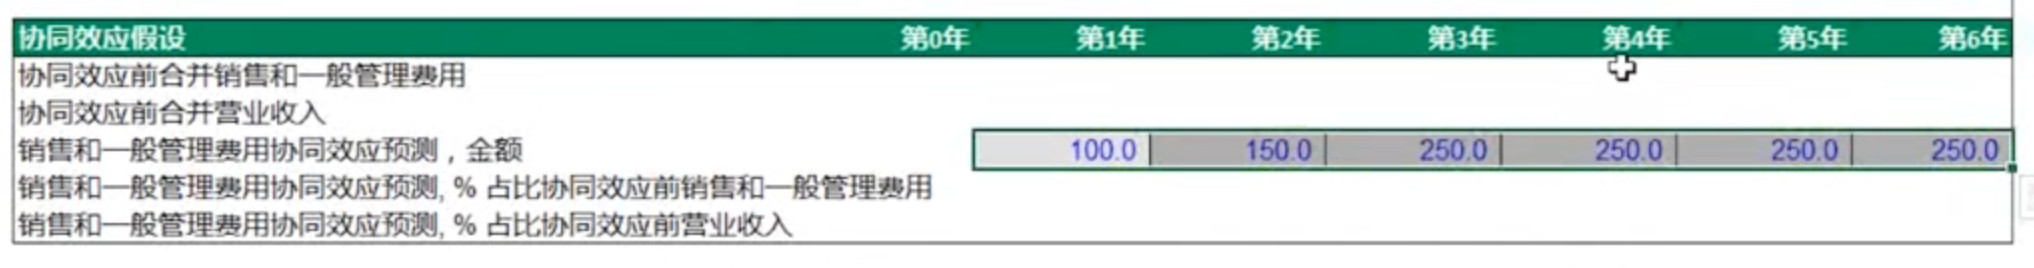 协同效应假设 第0年 第1年 第2年 第3年 第4年 第5年 第6年
协同效应前合并销售和一般管理费用
协同效应前合并营业收入
销售和一般管理费用协同效应预测，金额 100.0 150.0 250.0 250.0 250.0 250.0
销售和一般管理费用协同效应预测, % 占比协同效应前销售和一般管理费用
销售和一般管理费用协同效应预测, % 占比协同效应前营业收入